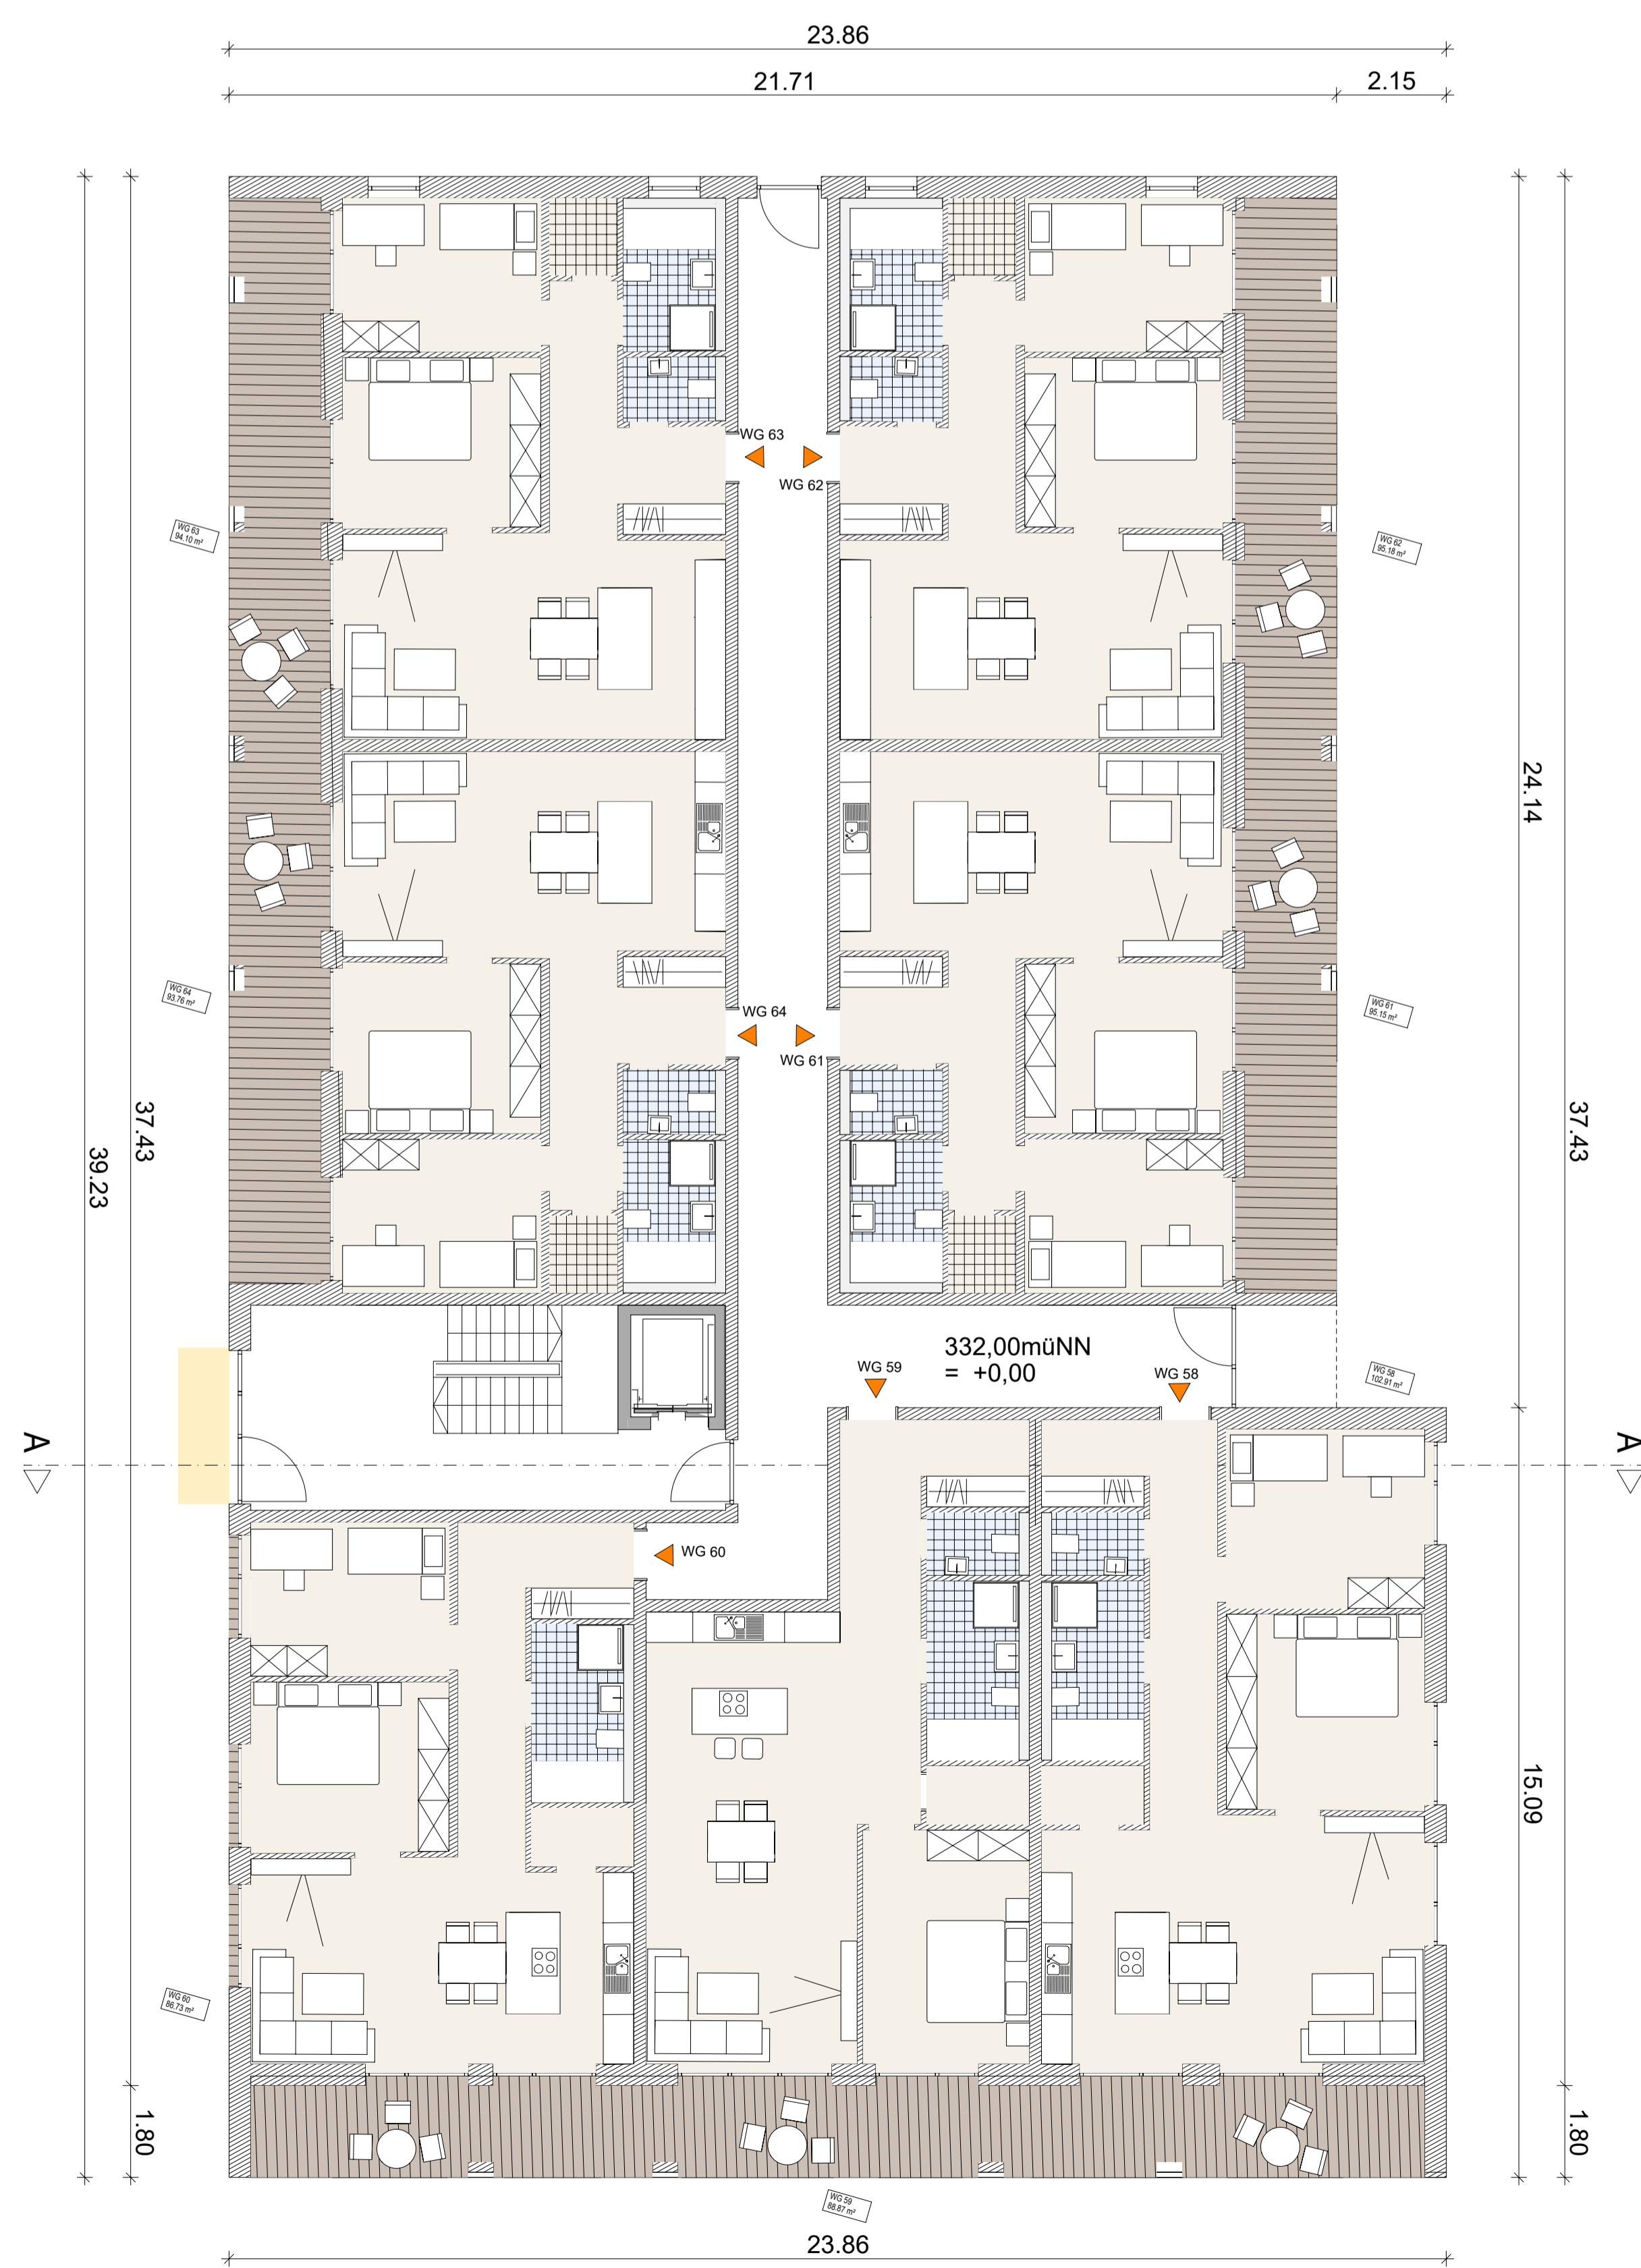 23.86
21.71
2.15
WG 63
WG 62
WG 63
94.10 m²
WG 62
95.18 m²
24.14
WG 64
93.76 m²
WG 64
WG 61
WG 61
95.15 m²
37.43
39.23
37.43
332,00müNN
= +0,00
WG 59
WG 58
WG 58
102.91 m²
A
A
WG 60
15.09
WG 60
86.73 m²
1.80
1.80
WG 59
88.87 m²
23.86